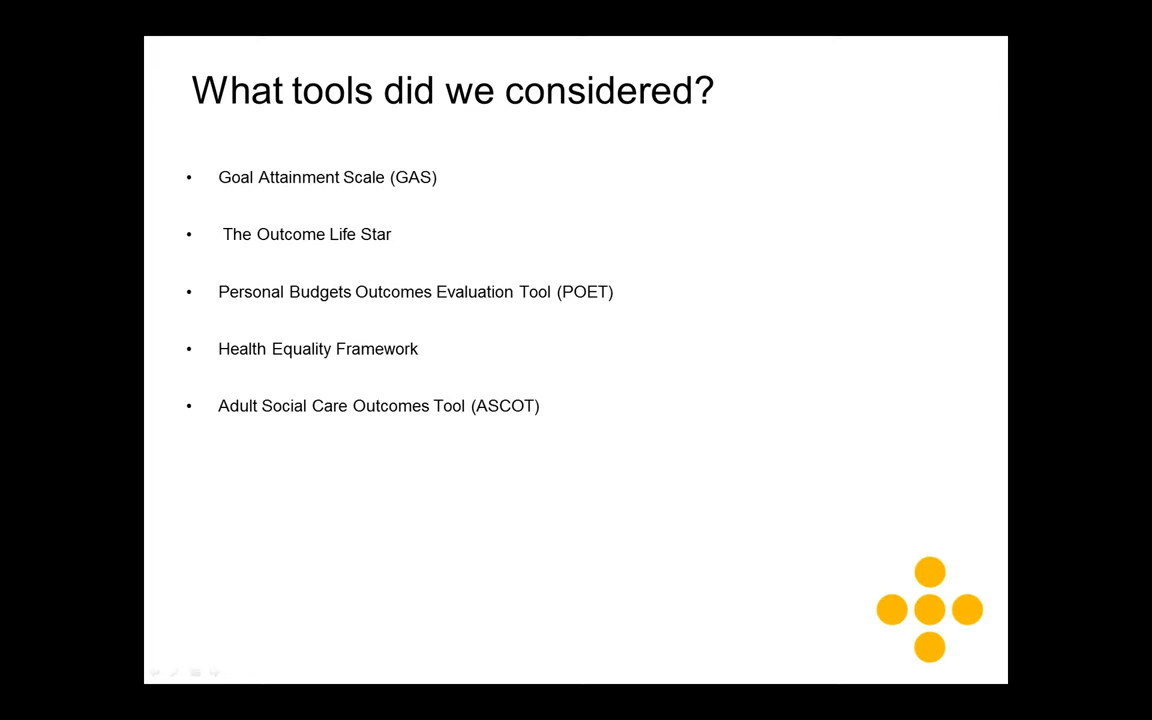 What tools did we considered?
• Goal Attainment Scale (GAS)
• The Outcome Life Star
• Personal Budgets Outcomes Evaluation Tool (POET)
• Health Equality Framework
• Adult Social Care Outcomes Tool (ASCOT)